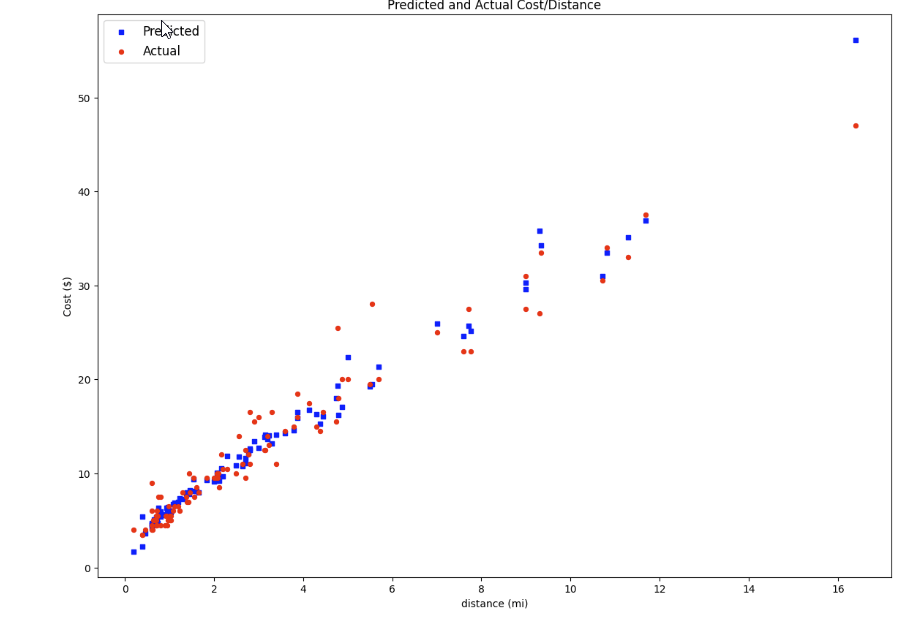 Predicted and Actual Cost/Distance
Predicted
Actual
Cost ($)
50
40
30
20
10
0
0 2 4 6 8 10 12 14 16
distance (mi)